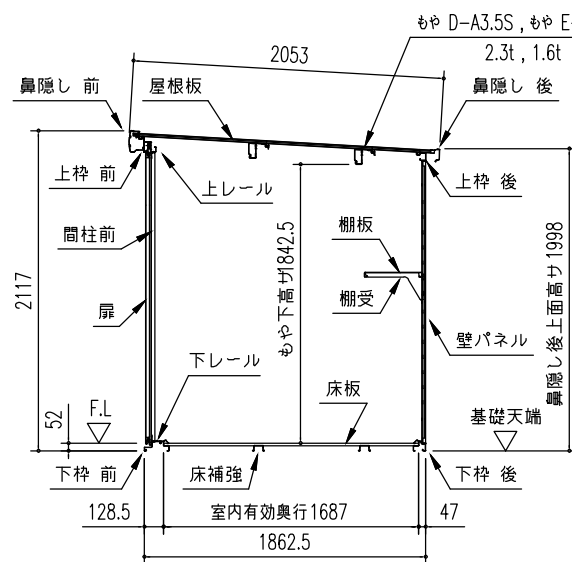 もや D-A3.5S , もや E-
2.3t , 1.6t
2053
鼻隠し 前
屋根板
鼻隠し 後
上枠 前
上レール
上枠 後
間柱前
もや下高サ1842.5
棚板
棚受
鼻隠し後上面高サ1998
2117
扉
壁パネル
下レール
床板
52
F.L
基礎天端
下枠 前
床補強
下枠 後
128.5
室内有効奥行1687
47
1862.5